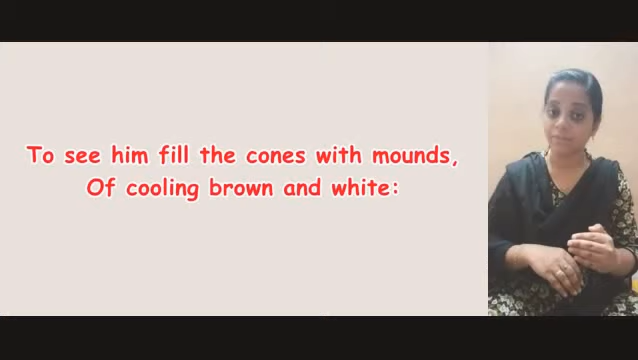 To see him fill the cones with mounds,
Of cooling brown and white: